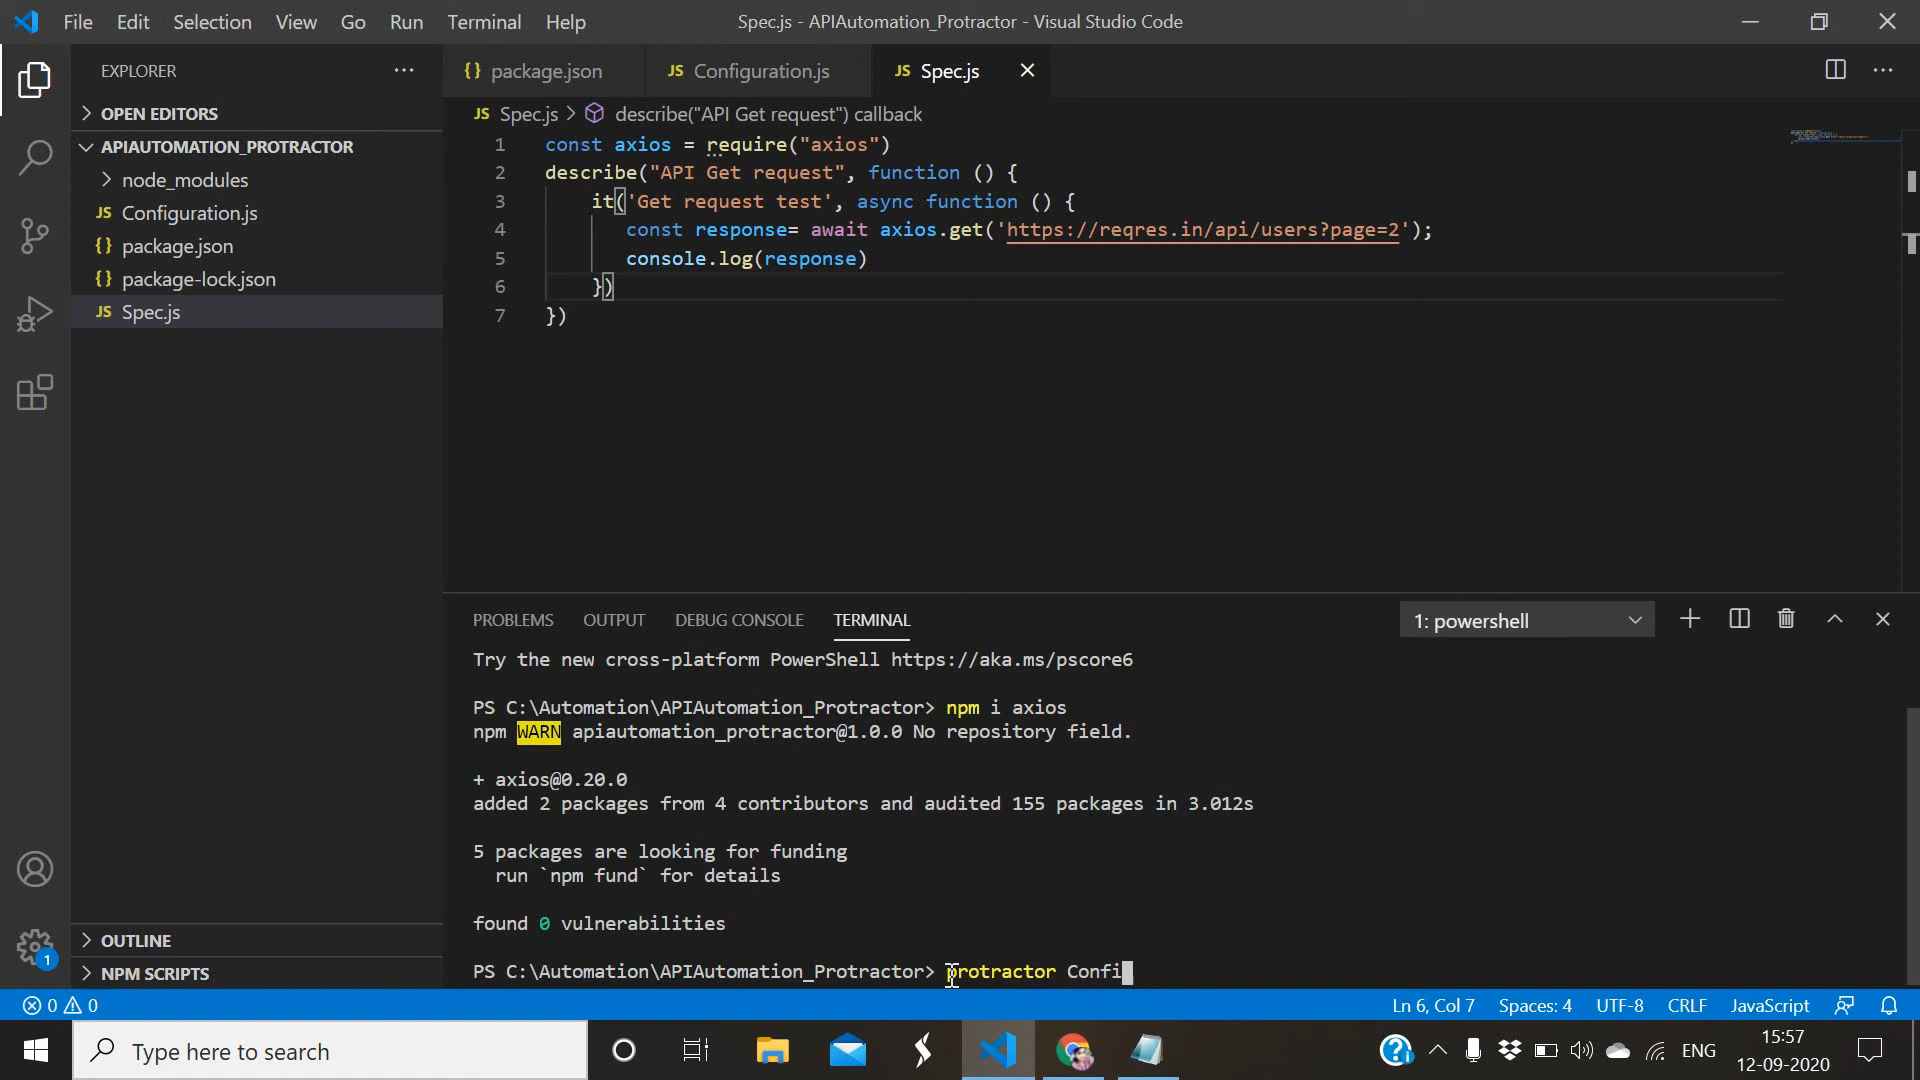 File Edit Selection View Go Run Terminal Help
Spec.js - APIAutomation_Protractor - Visual Studio Code
EXPLORER
OPEN EDITORS
APIAUTOMATION_PROTRACTOR
node_modules
JS Configuration.js
{} package.json
{} package-lock.json
JS Spec.js
OUTLINE
NPM SCRIPTS
1
{} package.json
JS Configuration.js
JS Spec.js
JS Spec.js > describe("API Get request") callback
1 const axios = require("axios")
2 describe("API Get request", function () {
3 it('Get request test', async function () {
4 const response= await axios.get('https://reqres.in/api/users?page=2');
5 console.log(response)
6 })
7 })
PROBLEMS OUTPUT DEBUG CONSOLE TERMINAL
1: powershell
Try the new cross-platform PowerShell https://aka.ms/pscore6
PS C:\Automation\APIAutomation_Protractor> npm i axios
npm WARN apiautomation_protractor@1.0.0 No repository field.
+ axios@0.20.0
added 2 packages from 4 contributors and audited 155 packages in 3.012s
5 packages are looking for funding
run `npm fund` for details
found 0 vulnerabilities
PS C:\Automation\APIAutomation_Protractor> protractor Confi
0 0
Ln 6, Col 7 Spaces: 4 UTF-8 CRLF JavaScript
Type here to search
ENG
15:57
12-09-2020